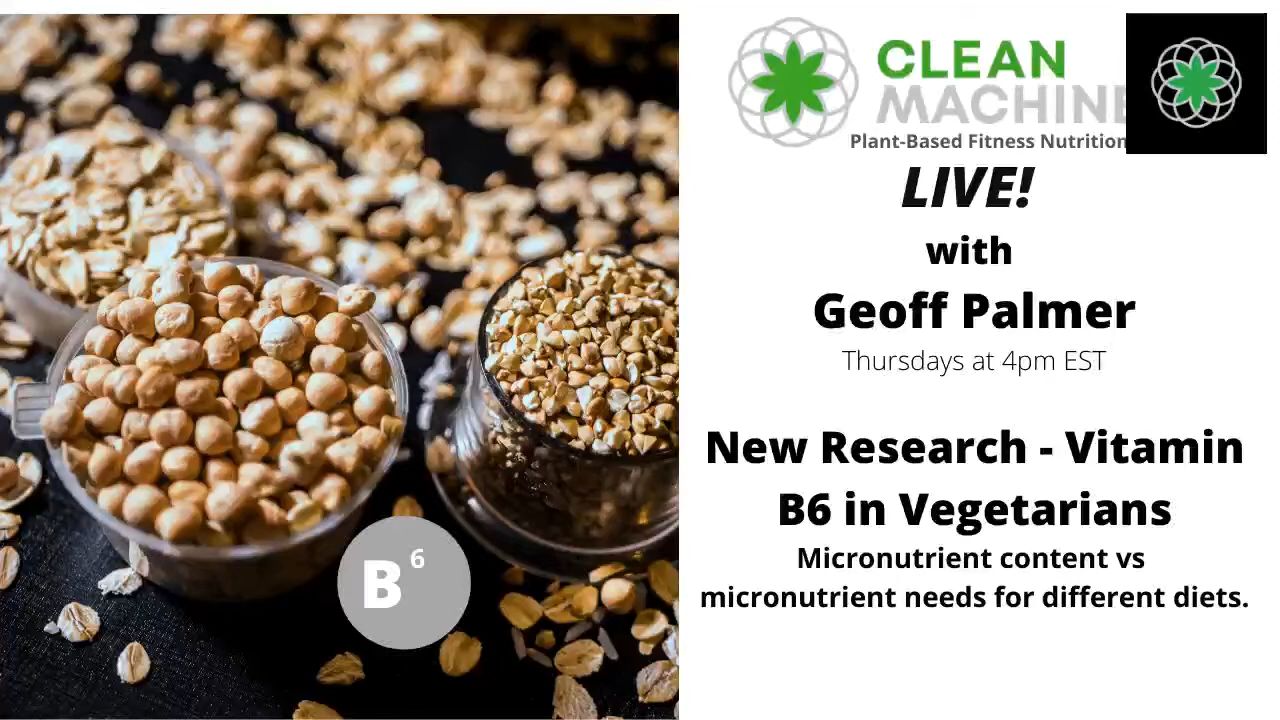 CLEAN
MACHINE
Plant-Based Fitness Nutrition
LIVE!
with
Geoff Palmer
Thursdays at 4pm EST
New Research - Vitamin
B6 in Vegetarians
Micronutrient content vs
micronutrient needs for different diets.
B6